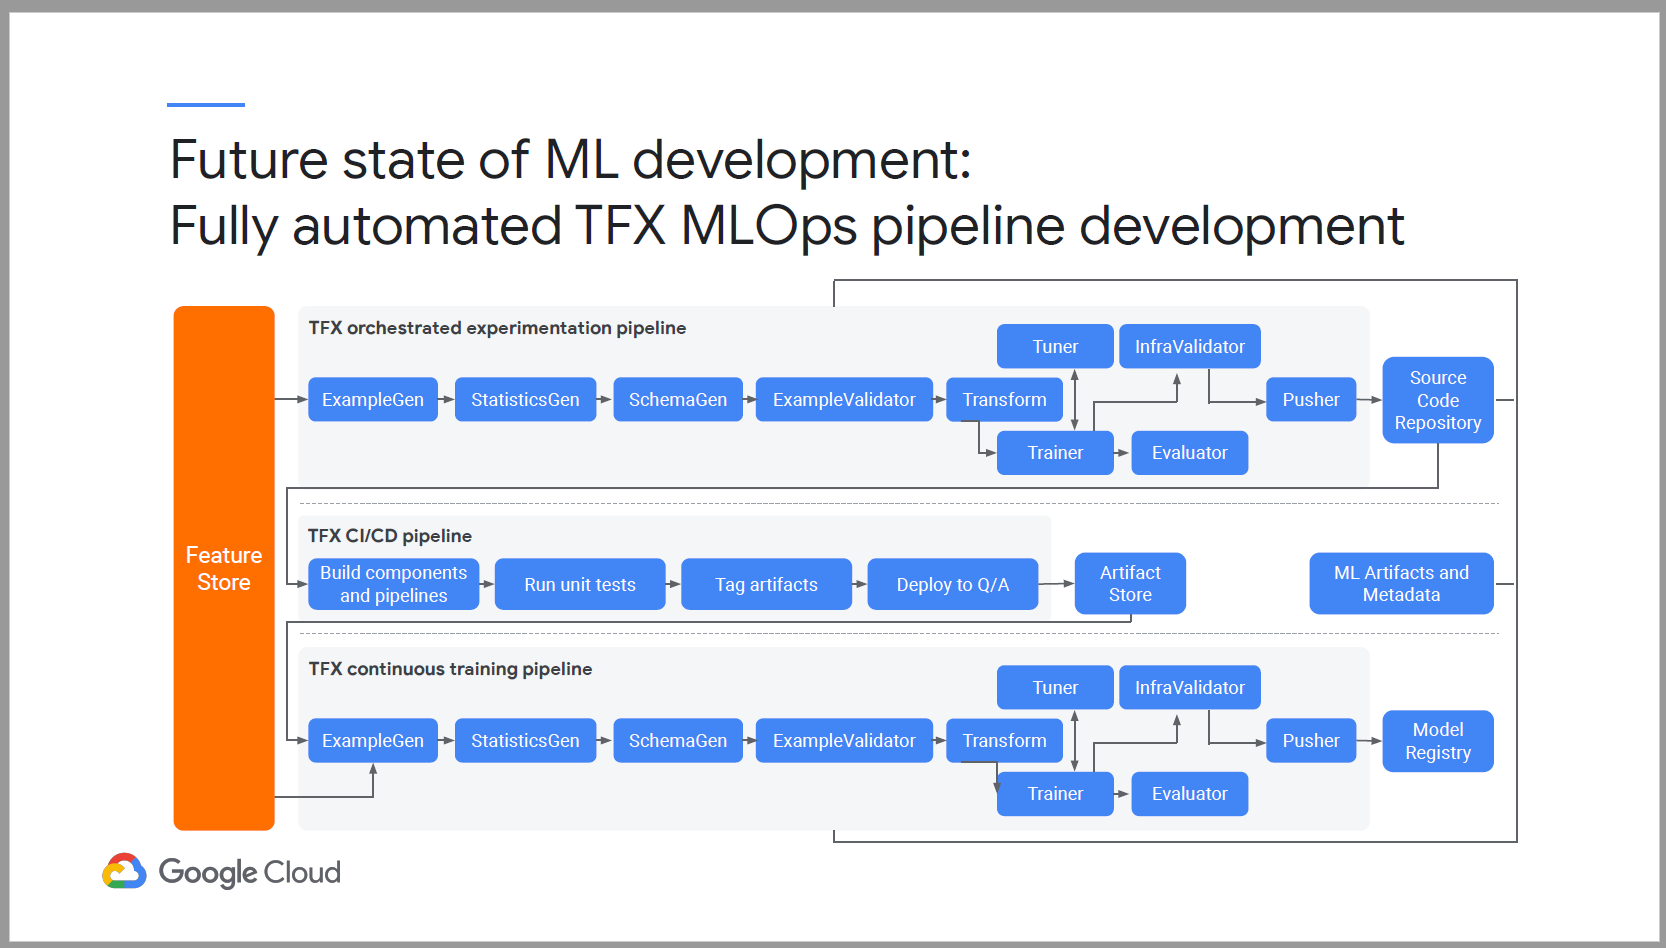 Future state of ML development:
Fully automated TFX MLOps pipeline development
Feature
Store
TFX orchestrated experimentation pipeline
ExampleGen
StatisticsGen
SchemaGen
ExampleValidator
Transform
Tuner
InfraValidator
Trainer
Evaluator
Pusher
Source
Code
Repository
TFX CI/CD pipeline
Build components
and pipelines
Run unit tests
Tag artifacts
Deploy to Q/A
Artifact
Store
ML Artifacts and
Metadata
TFX continuous training pipeline
ExampleGen
StatisticsGen
SchemaGen
ExampleValidator
Transform
Tuner
InfraValidator
Trainer
Evaluator
Pusher
Model
Registry
Google Cloud